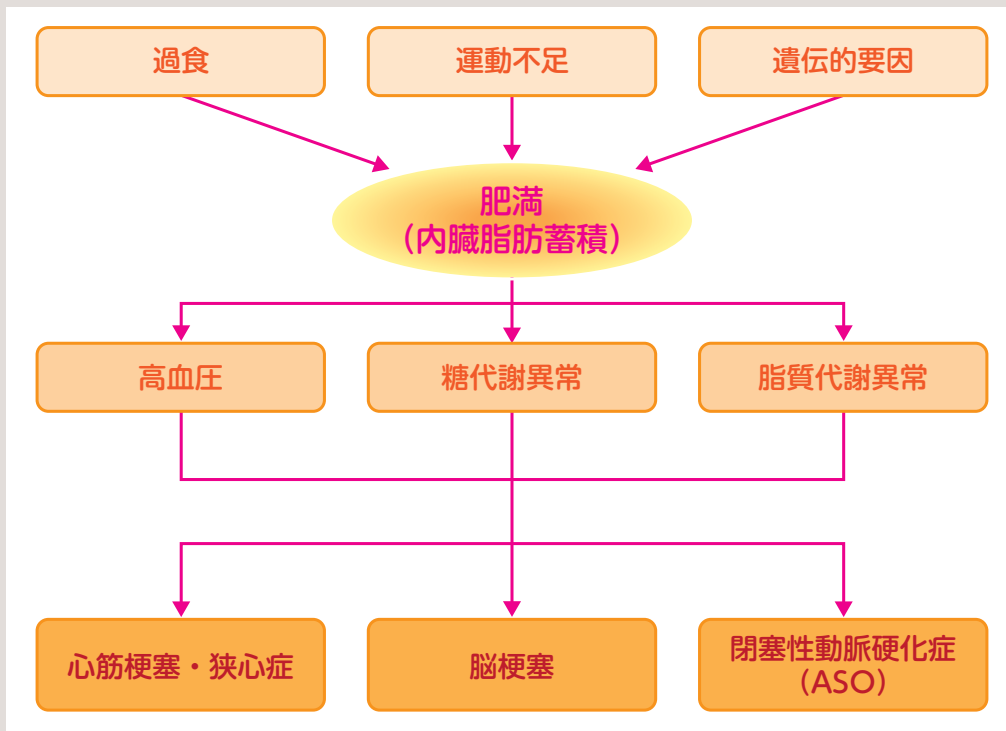 過食
運動不足
遺伝的要因
肥満
（内臓脂肪蓄積）
高血圧
糖代謝異常
脂質代謝異常
心筋梗塞・狭心症
脳梗塞
閉塞性動脈硬化症
（ASO）